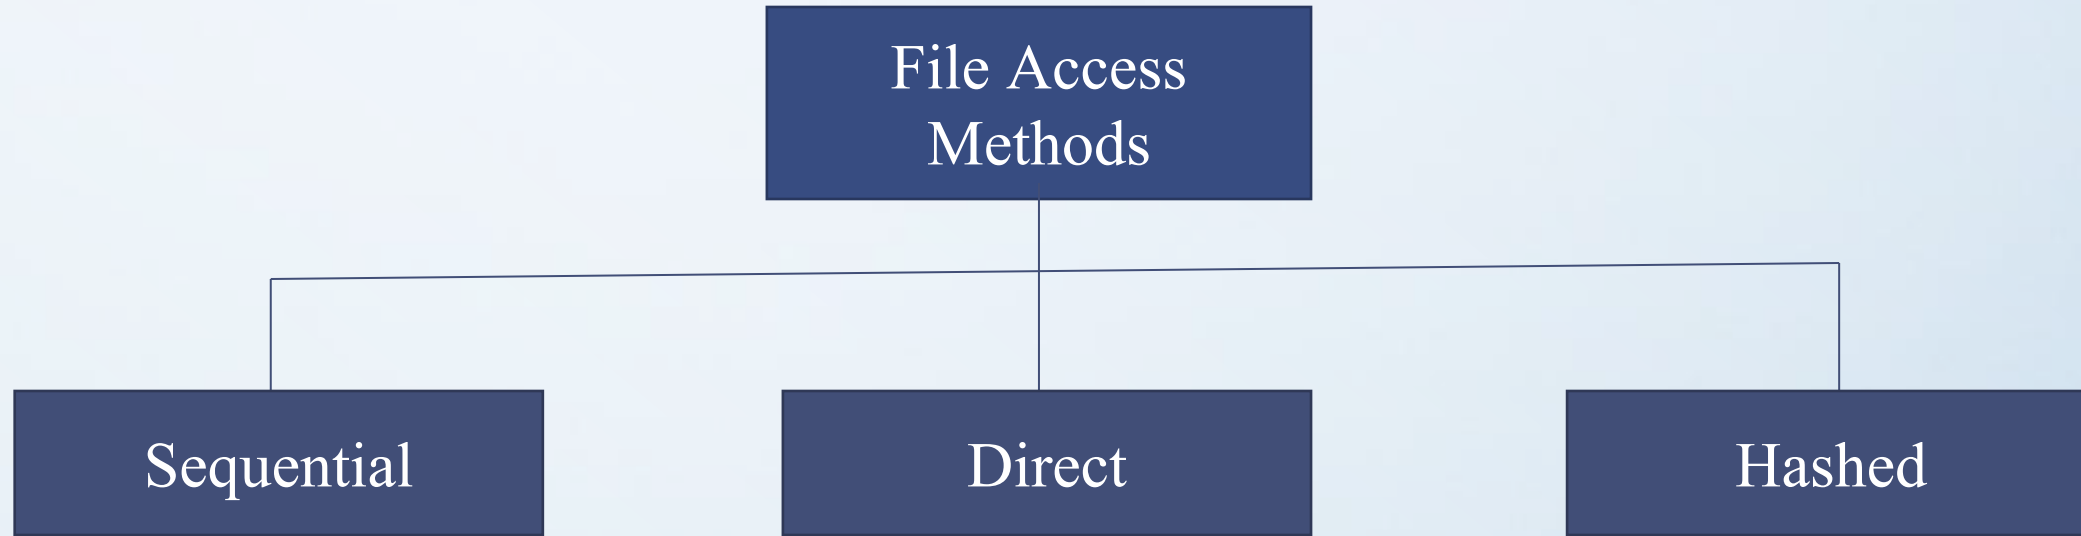 File Access
Methods
Sequential
Direct
Hashed